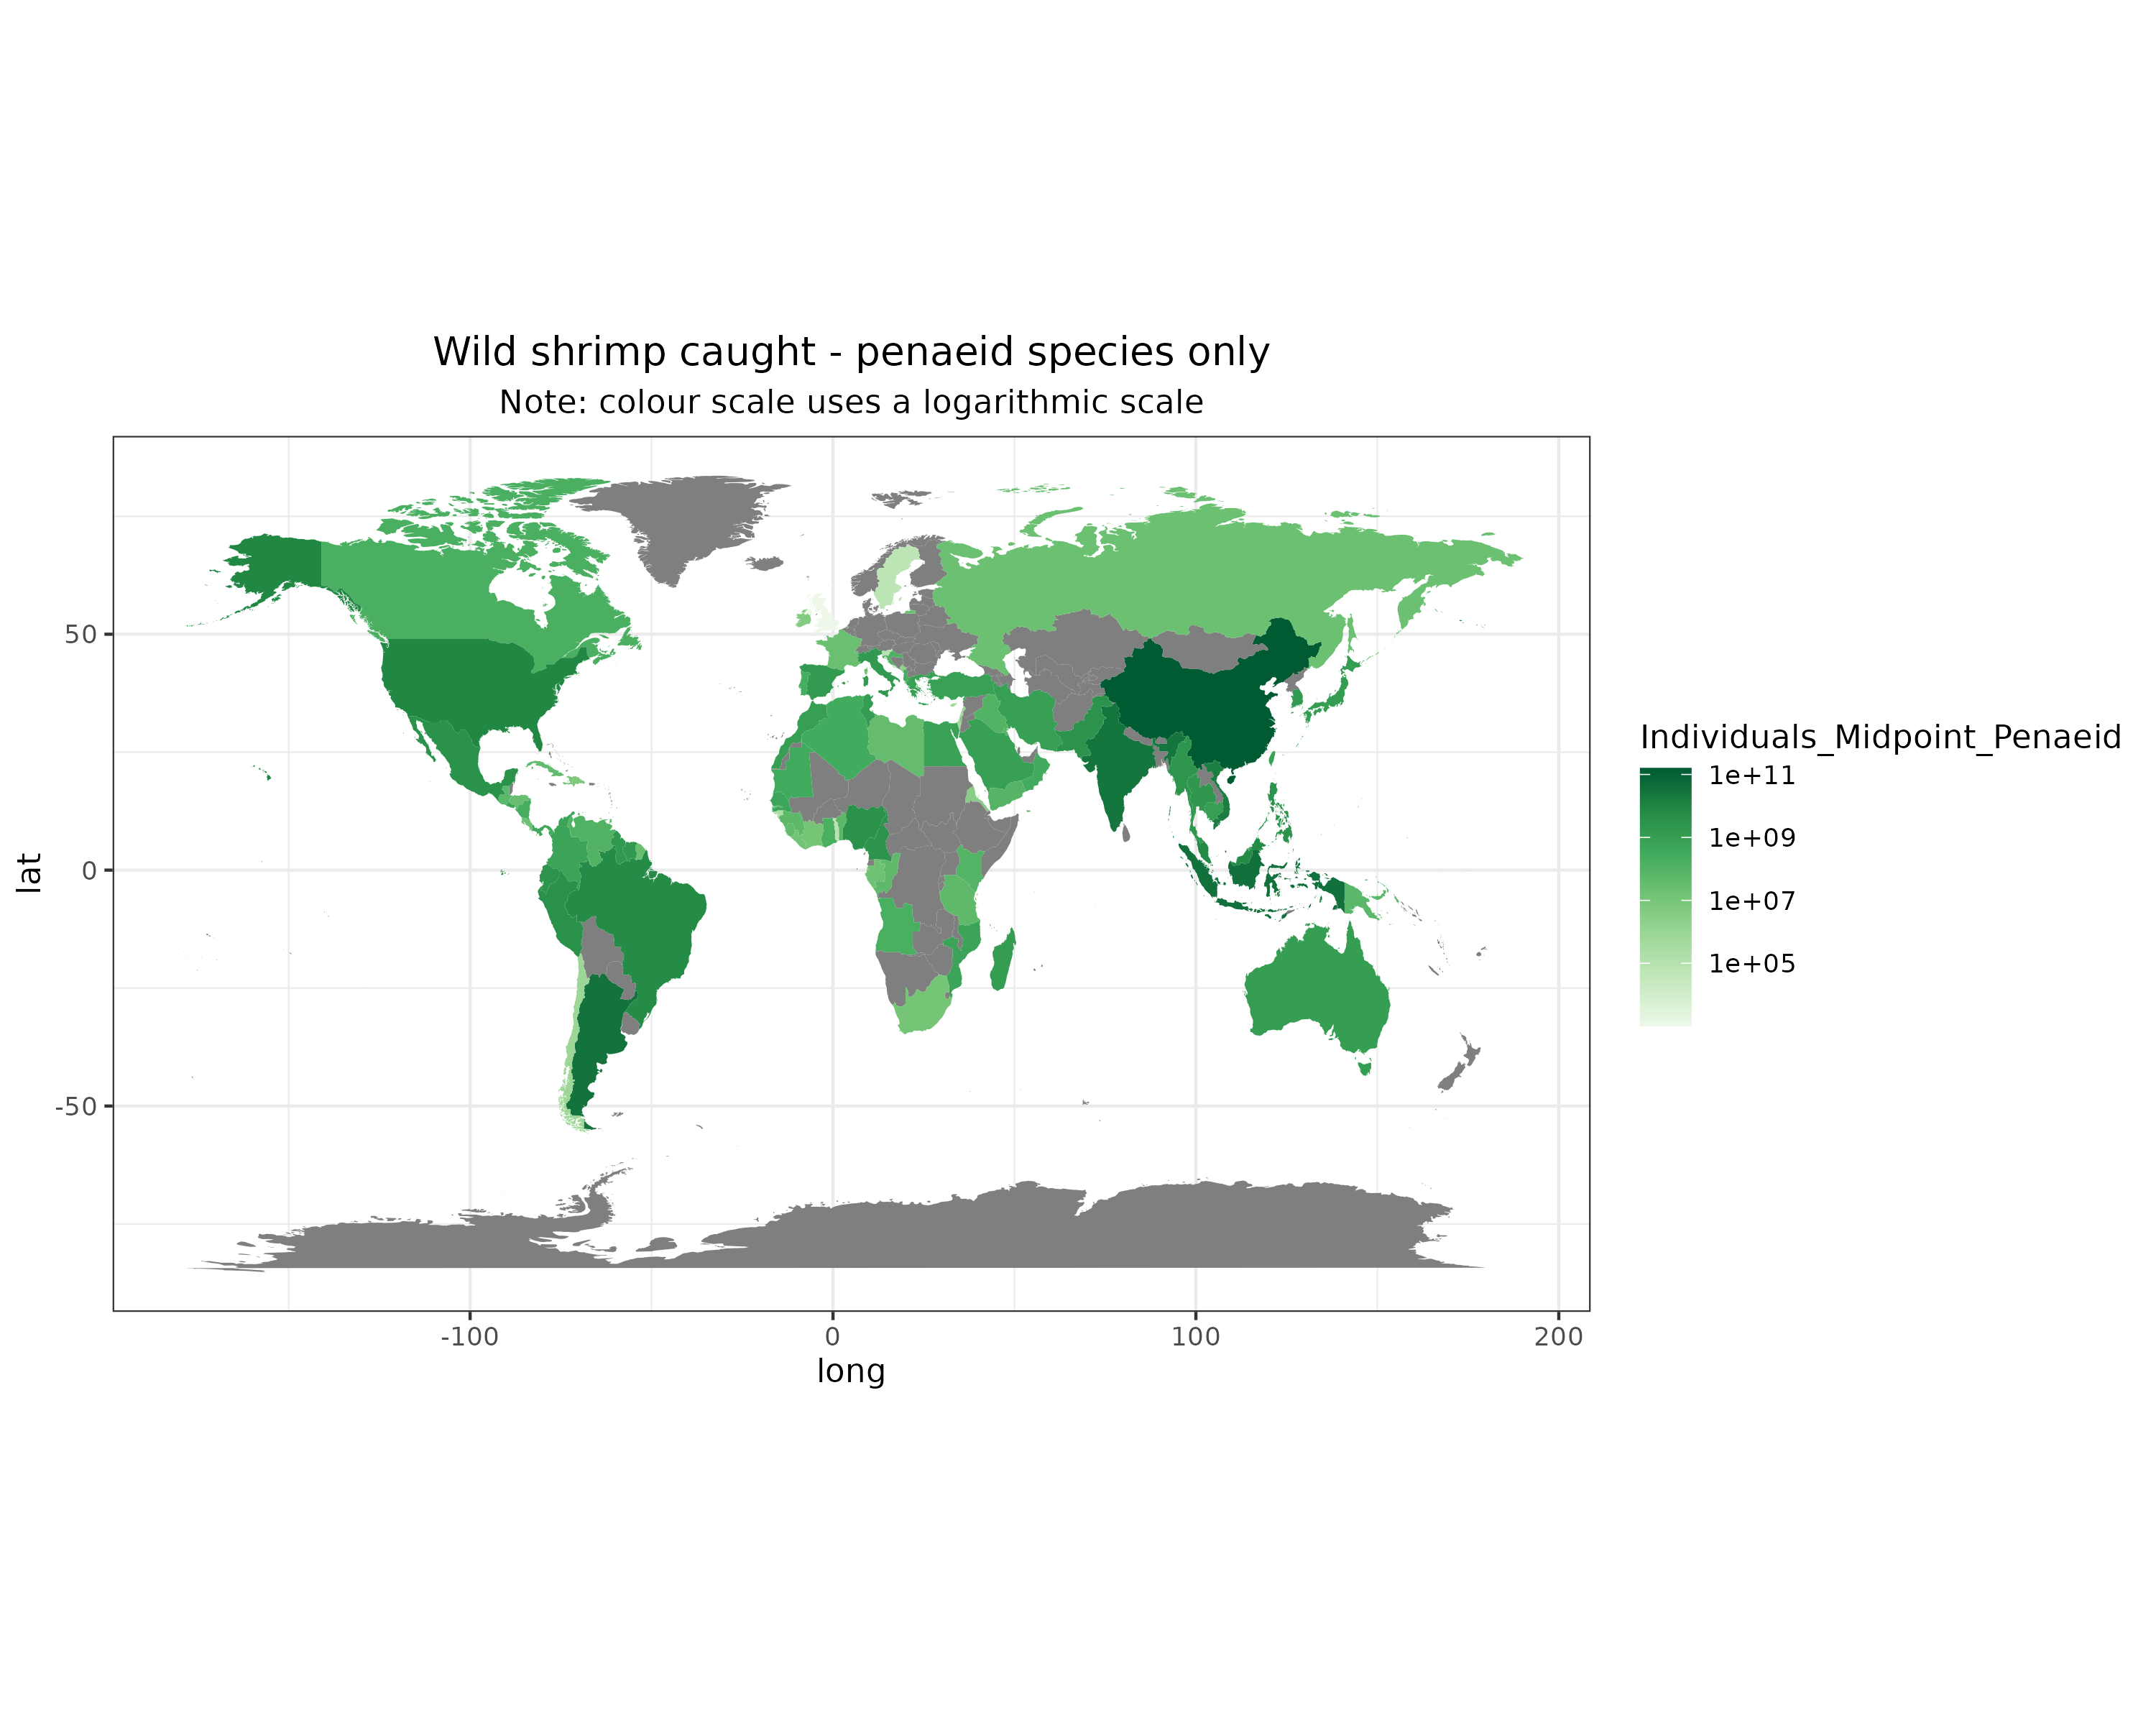 Wild shrimp caught - penaeid species only
Note: colour scale uses a logarithmic scale
lat
50
0
-50
-100
0
100
200
long
Individuals_Midpoint_Penaeid
1e+11
1e+09
1e+07
1e+05